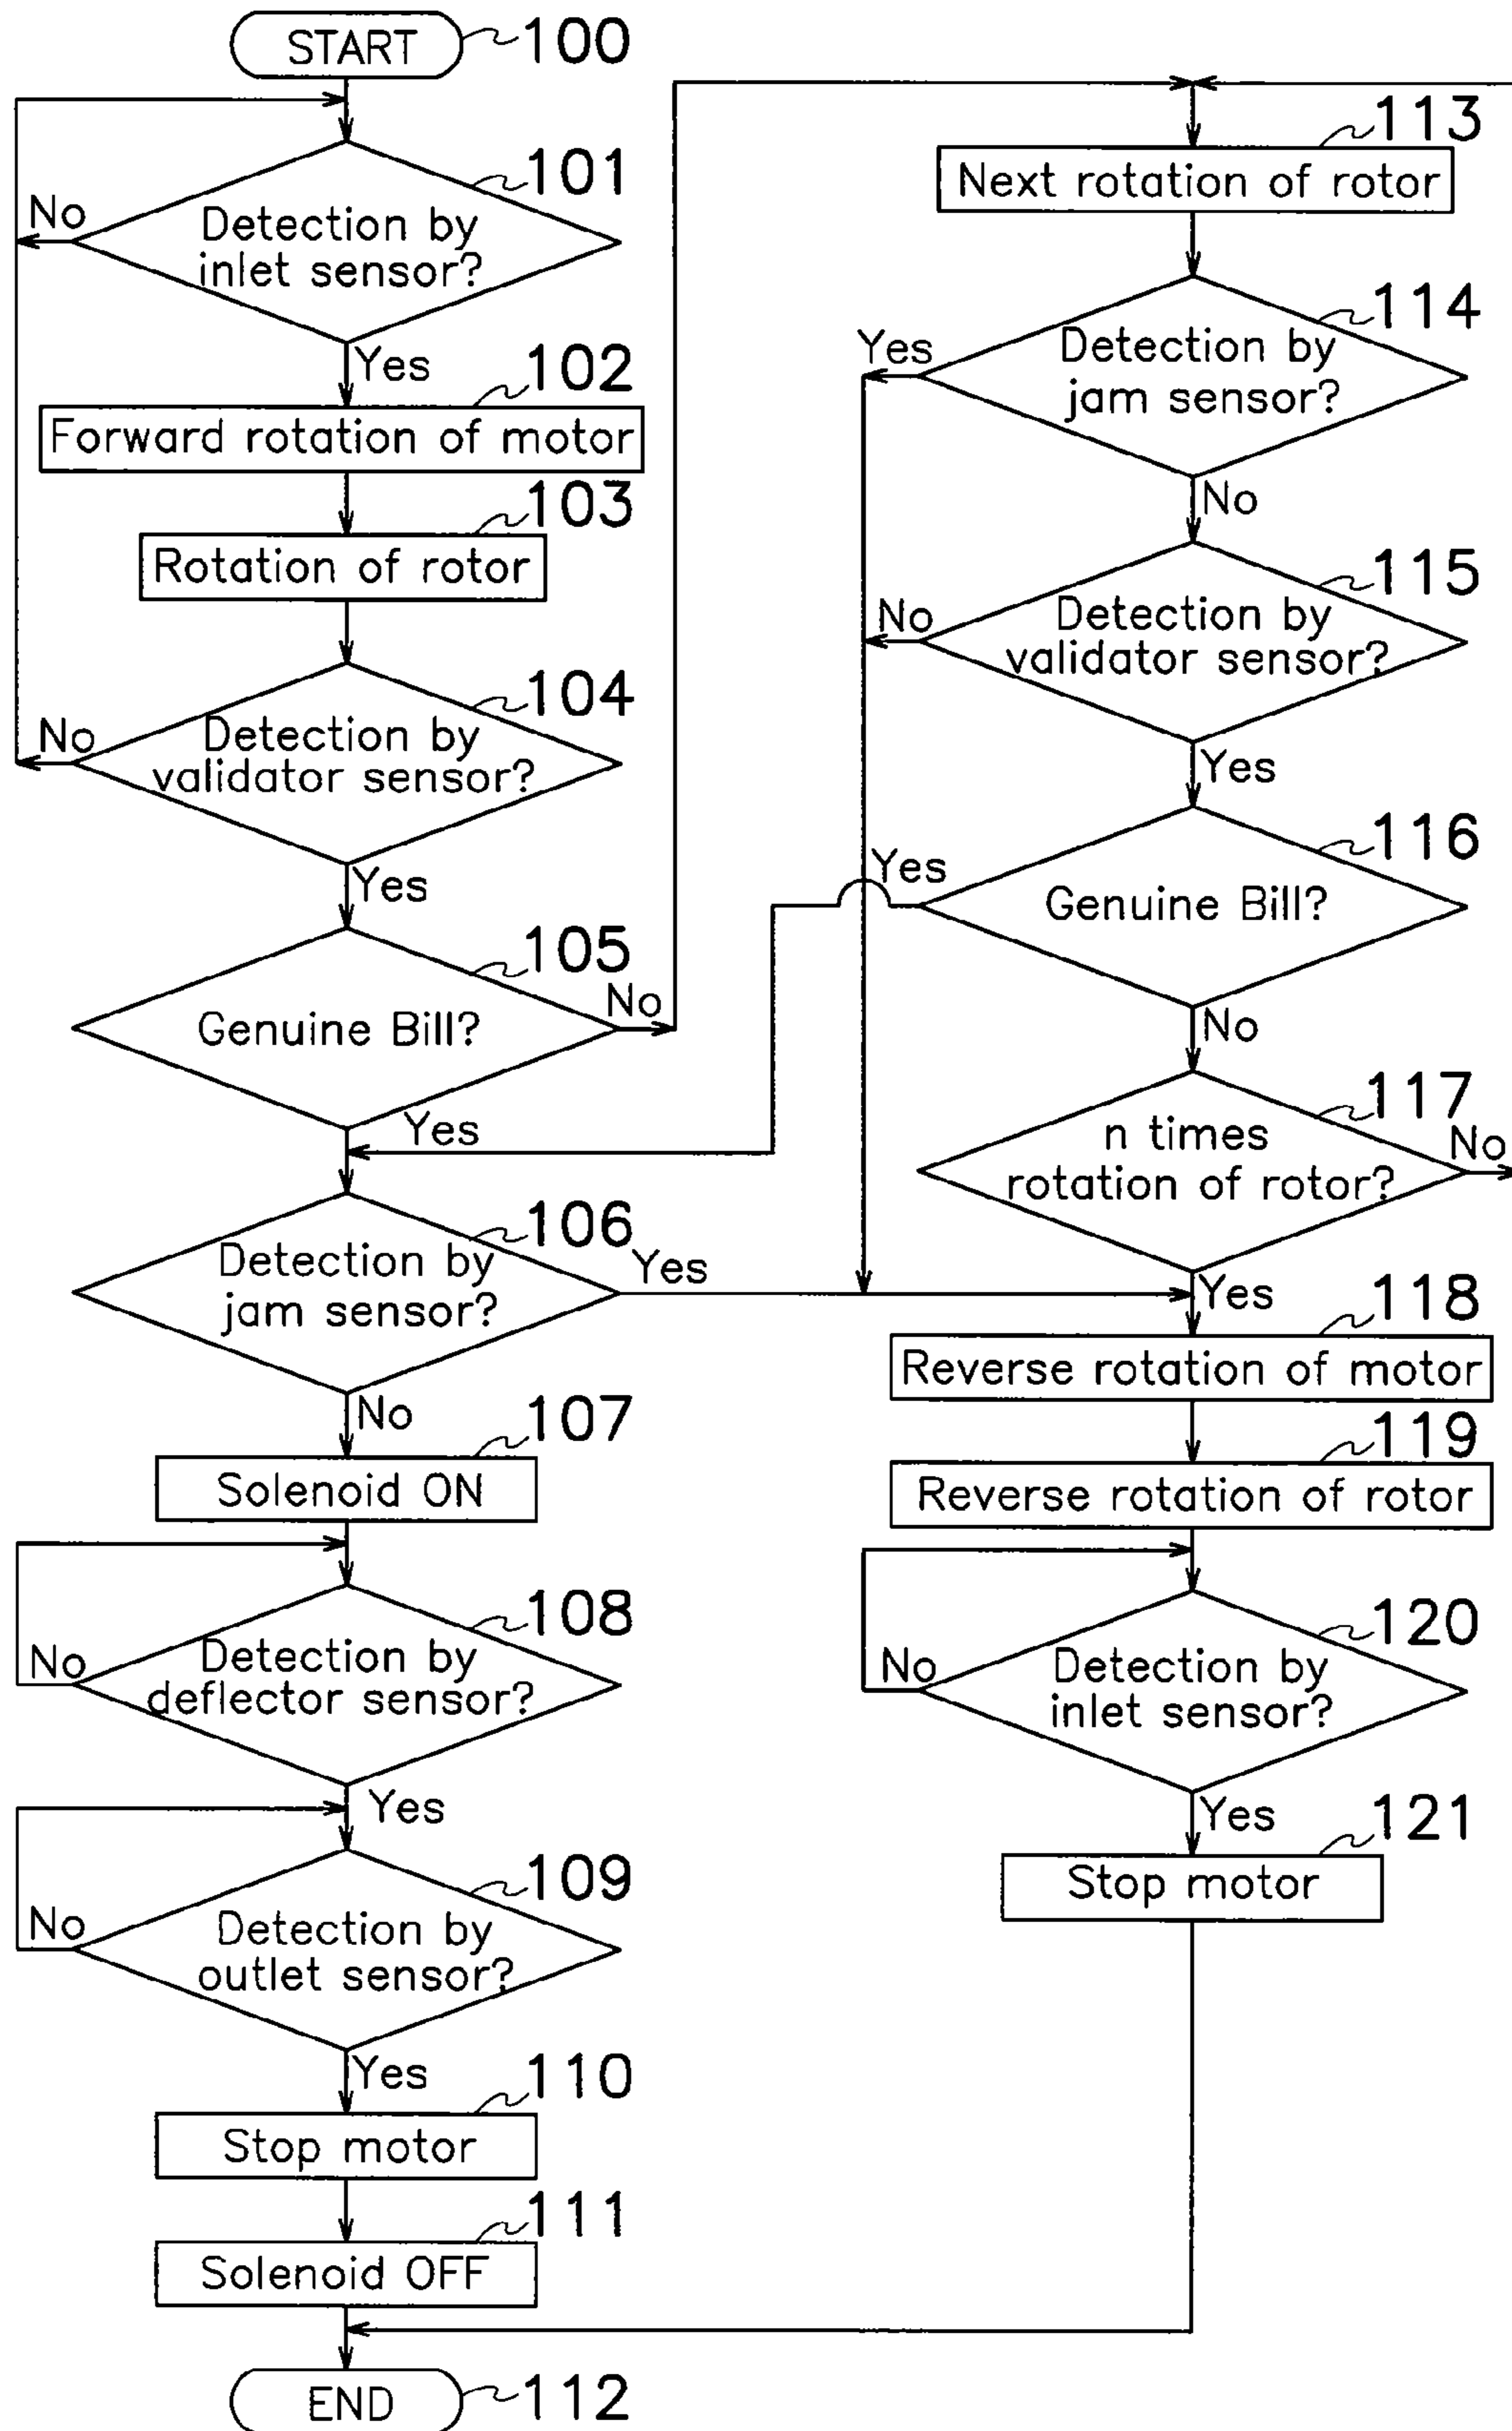 START
100
101
No
Detection by
inlet sensor?
Yes
102
Forward rotation of motor
103
Rotation of rotor
104
No
Detection by
validator sensor?
Yes
105
Genuine Bill?
No
Yes
106
Detection by
jam sensor?
Yes
No
107
Solenoid ON
108
No
Detection by
deflector sensor?
Yes
109
No
Detection by
outlet sensor?
Yes
110
Stop motor
111
Solenoid OFF
END
112
113
Next rotation of rotor
114
Yes
Detection by
jam sensor?
No
115
No
Detection by
validator sensor?
Yes
116
Yes
Genuine Bill?
No
117
n times
rotation of rotor?
No
Yes
118
Reverse rotation of motor
119
Reverse rotation of rotor
120
No
Detection by
inlet sensor?
Yes
121
Stop motor